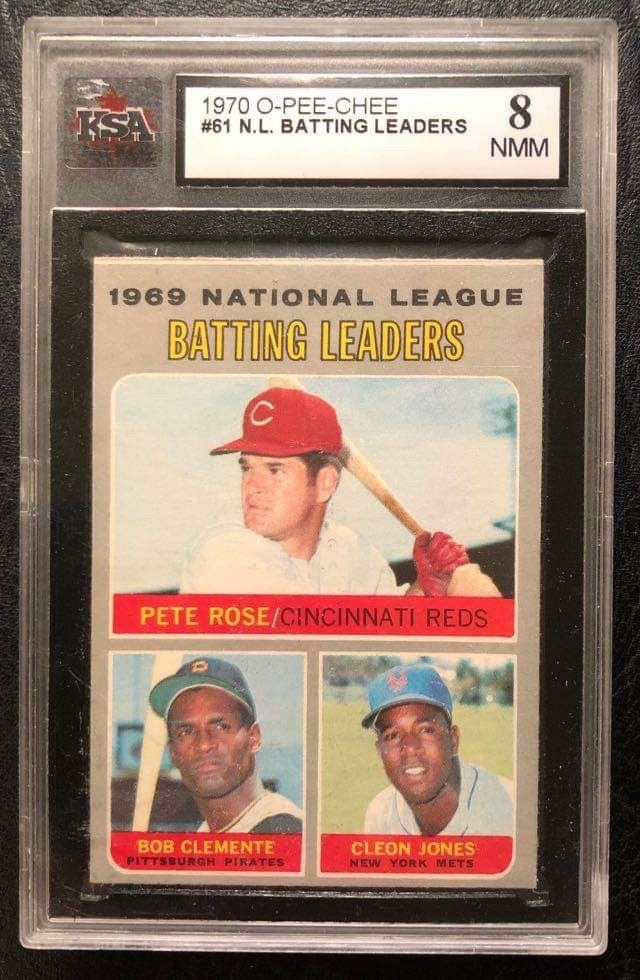 KSA
1970 O-PEE-CHEE
#61 N.L. BATTING LEADERS
8
NMM
1969 NATIONAL LEAGUE
BATTING LEADERS
C
PETE ROSE/CINCINNATI REDS
P
BOB CLEMENTE
PITTSBURGH PIRATES
NY
CLEON JONES
NEW YORK METS